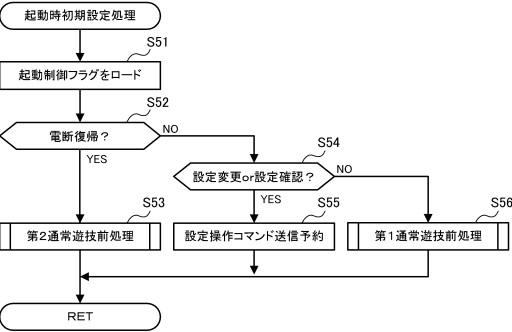 起動時初期設定処理
S51
起動制御フラグをロード
S52
電断復帰？
NO
YES
S54
設定変更or設定確認？
NO
YES
S53
第２通常遊技前処理
S55
設定操作コマンド送信予約
S56
第１通常遊技前処理
RET